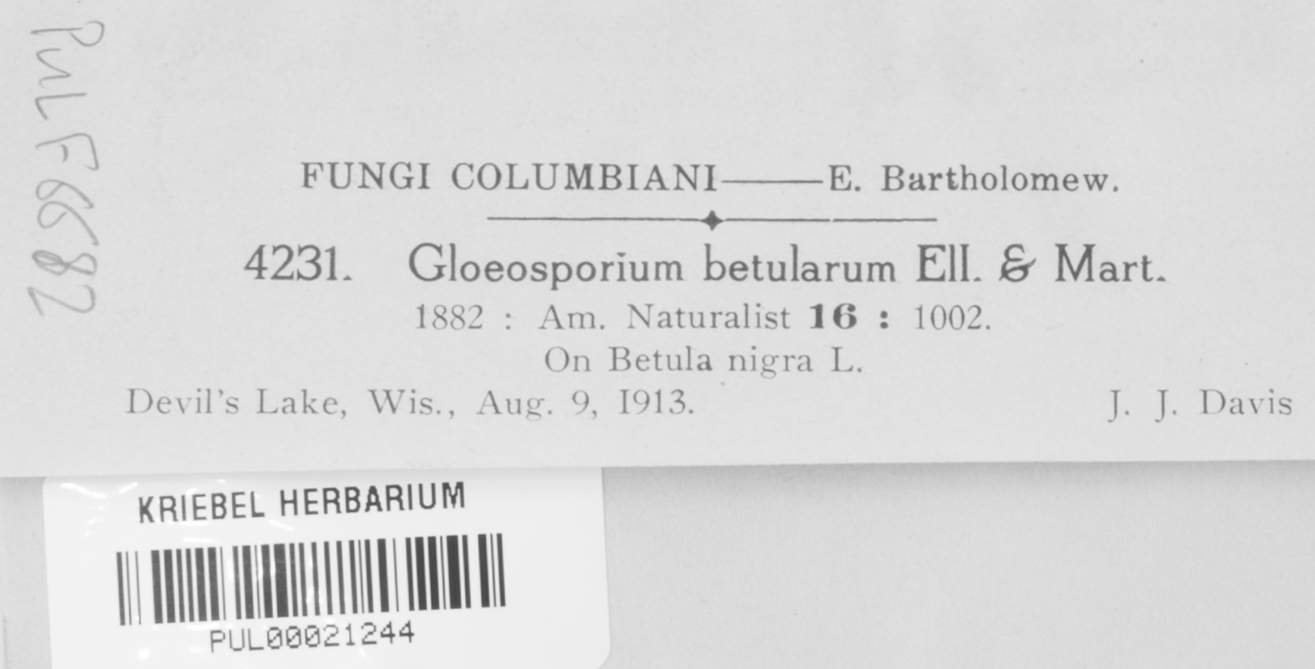 PUL F6682
FUNGI COLUMBIANI——E. Bartholomew.
4231. Gloeosporium betularum Ell. & Mart.
1882 : Am. Naturalist 16 : 1002.
On Betula nigra L.
Devil's Lake, Wis., Aug. 9, 1913. J. J. Davis
KRIEBEL HERBARIUM
PUL00021244